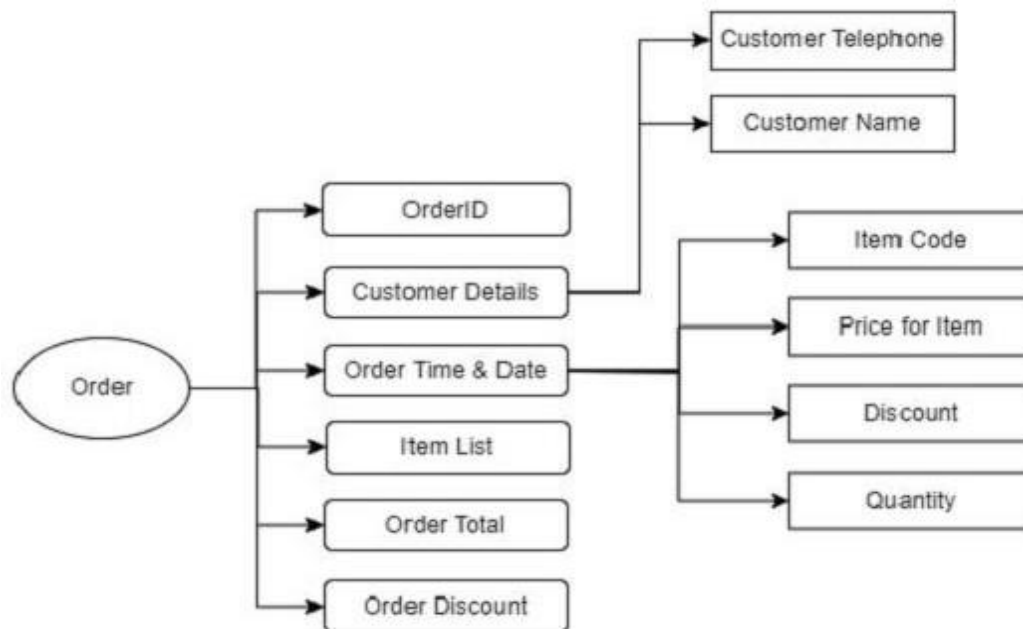 Customer Telephone
Customer Name
OrderID
Customer Details
Order Time & Date
Order
Item List
Order Total
Order Discount
Item Code
Price for Item
Discount
Quantity